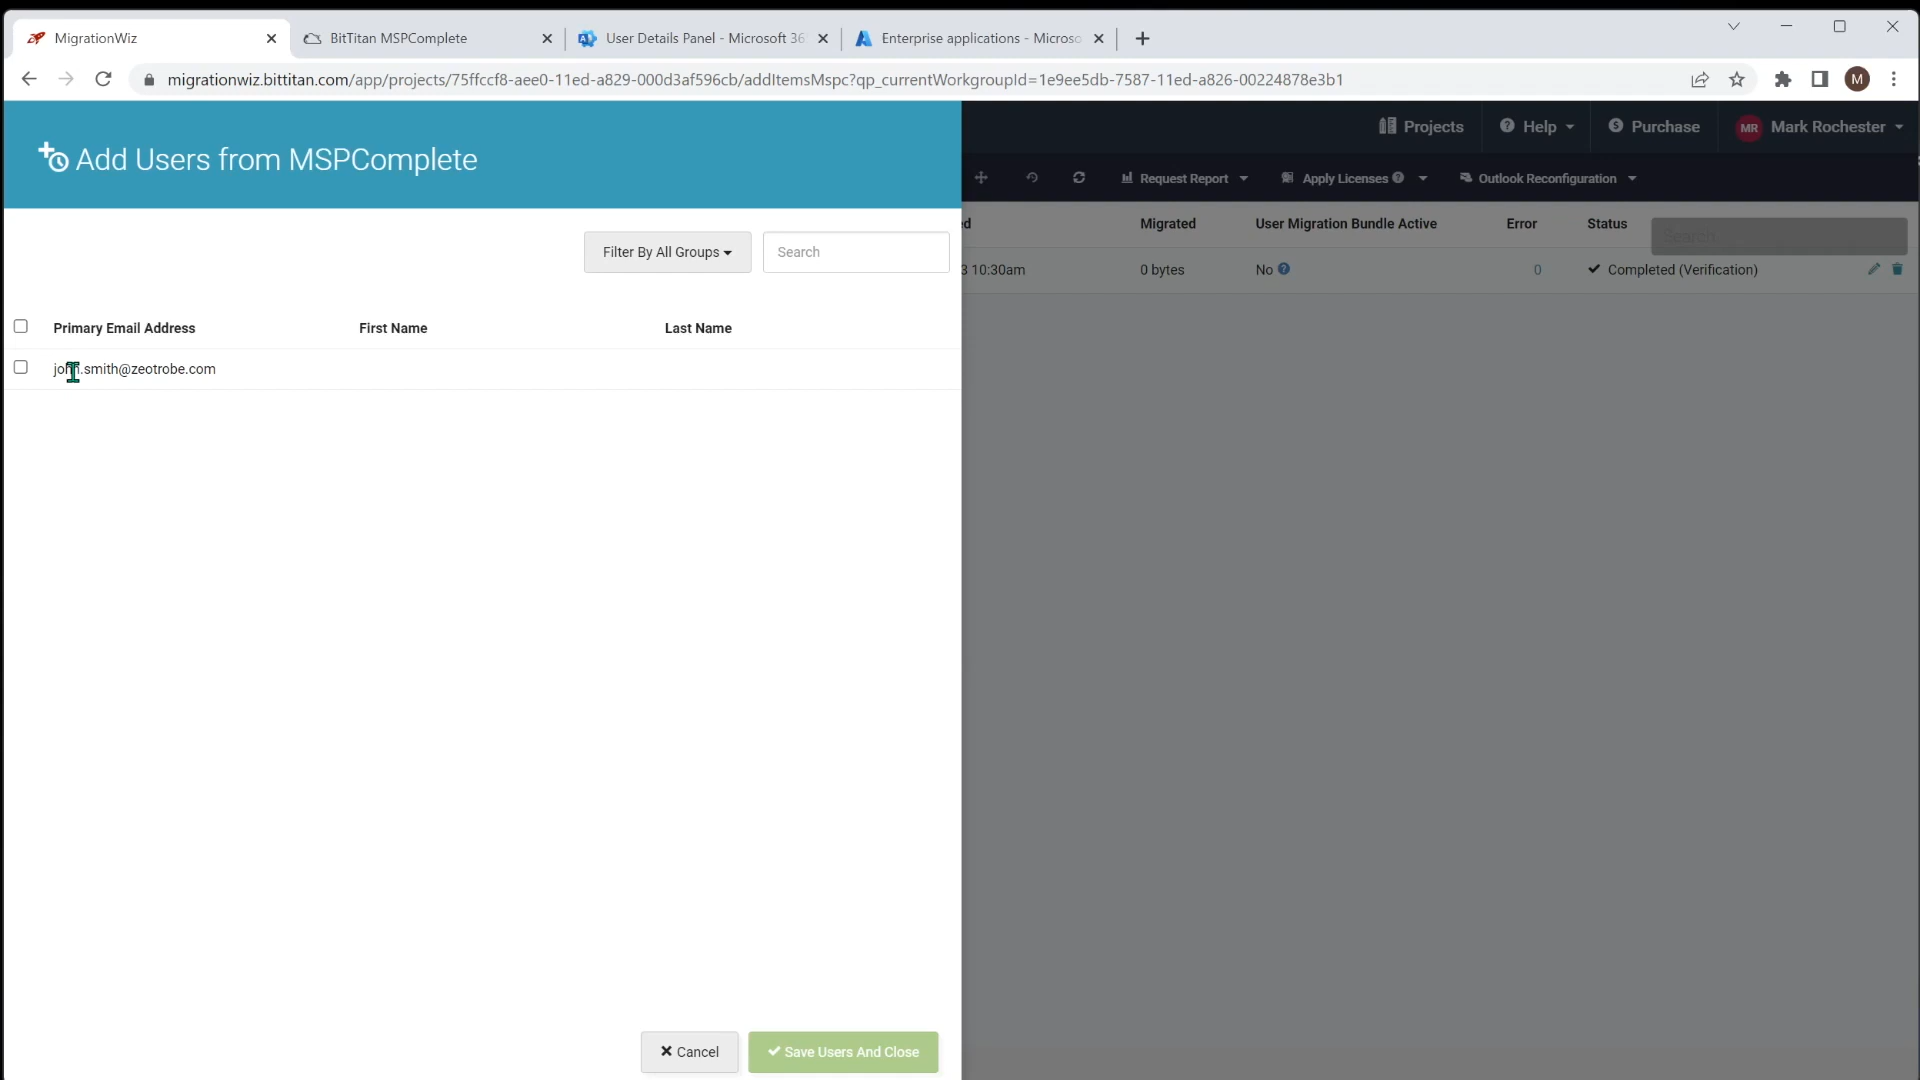 MigrationWiz
BitTitan MSPComplete
User Details Panel - Microsoft 36
Enterprise applications - Microso
migrationwiz.bittitan.com/app/projects/75ffccf8-aee0-11ed-a829-000d3af596cb/addItemsMspc?qp_currentWorkgroupId=1e9ee5db-7587-11ed-a826-00224878e3b1
M
Add Users from MSPComplete
Projects
Help
Purchase
MR Mark Rochester
Request Report
Apply Licenses
Outlook Reconfiguration
Filter By All Groups
Search
ed Migrated User Migration Bundle Active Error Status
Search...
3 10:30am 0 bytes No 0 Completed (Verification)
Primary Email Address First Name Last Name
john.smith@zeotrobe.com
Cancel
Save Users And Close